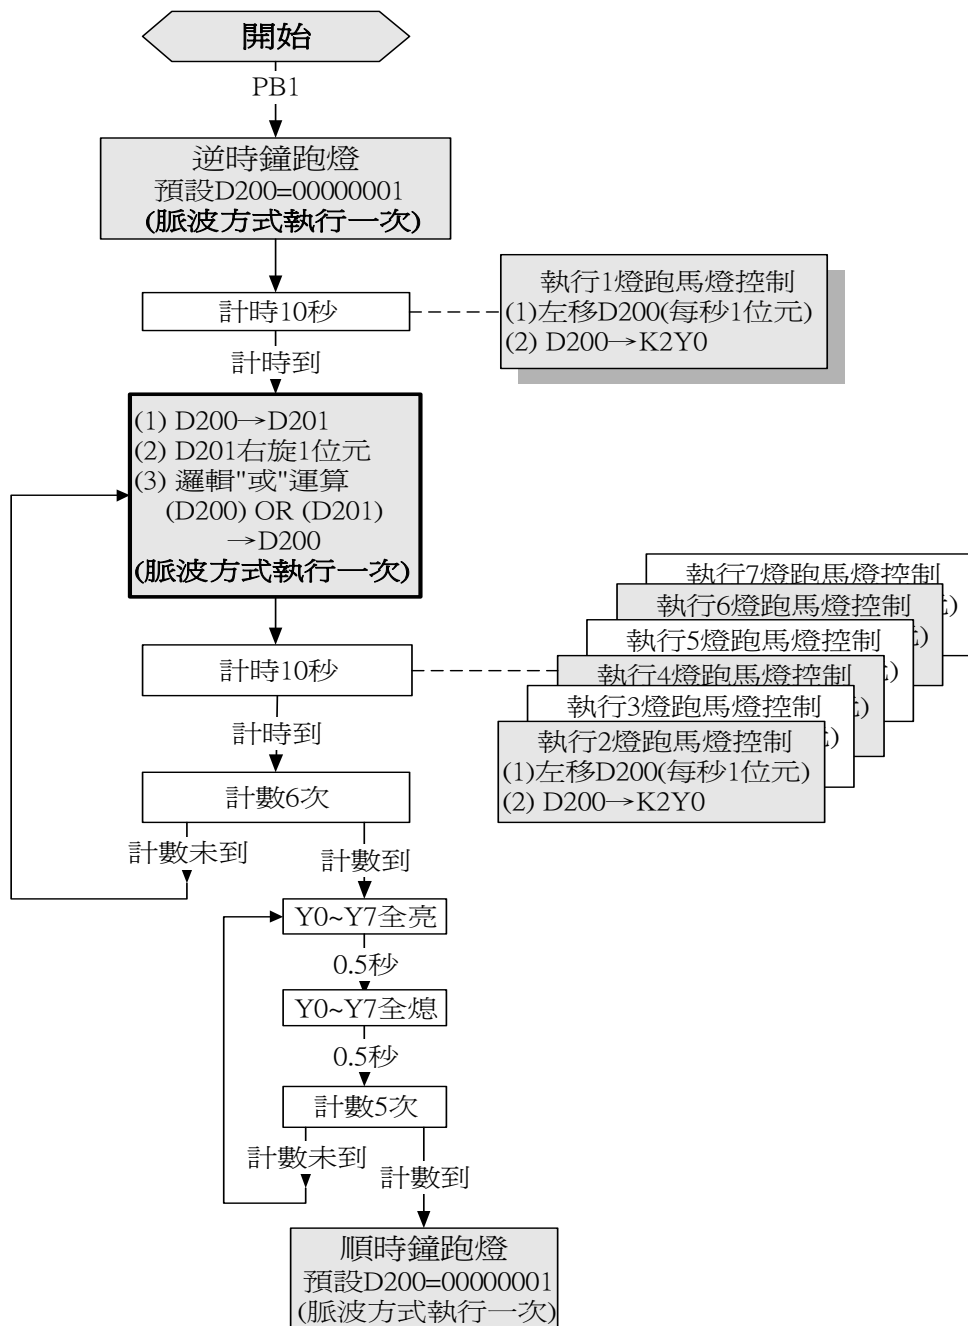 開始
PB1
逆時鐘跑燈
預設D200=00000001
(脈波方式執行一次)
計時10秒
執行1燈跑馬燈控制
(1)左移D200(每秒1位元)
(2) D200→K2Y0
計時到
(1) D200→D201
(2) D201右旋1位元
(3) 邏輯"或"運算
(D200) OR (D201)
→D200
(脈波方式執行一次)
計時10秒
執行7燈跑馬燈控制
執行6燈跑馬燈控制
元)
執行5燈跑馬燈控制
元)
執行4燈跑馬燈控制
元)
執行3燈跑馬燈控制
元)
執行2燈跑馬燈控制
元)
(1)左移D200(每秒1位元)
(2) D200→K2Y0
計時到
計數6次
計數未到
計數到
Y0~Y7全亮
0.5秒
Y0~Y7全熄
0.5秒
計數5次
計數未到
計數到
順時鐘跑燈
預設D200=00000001
(脈波方式執行一次)